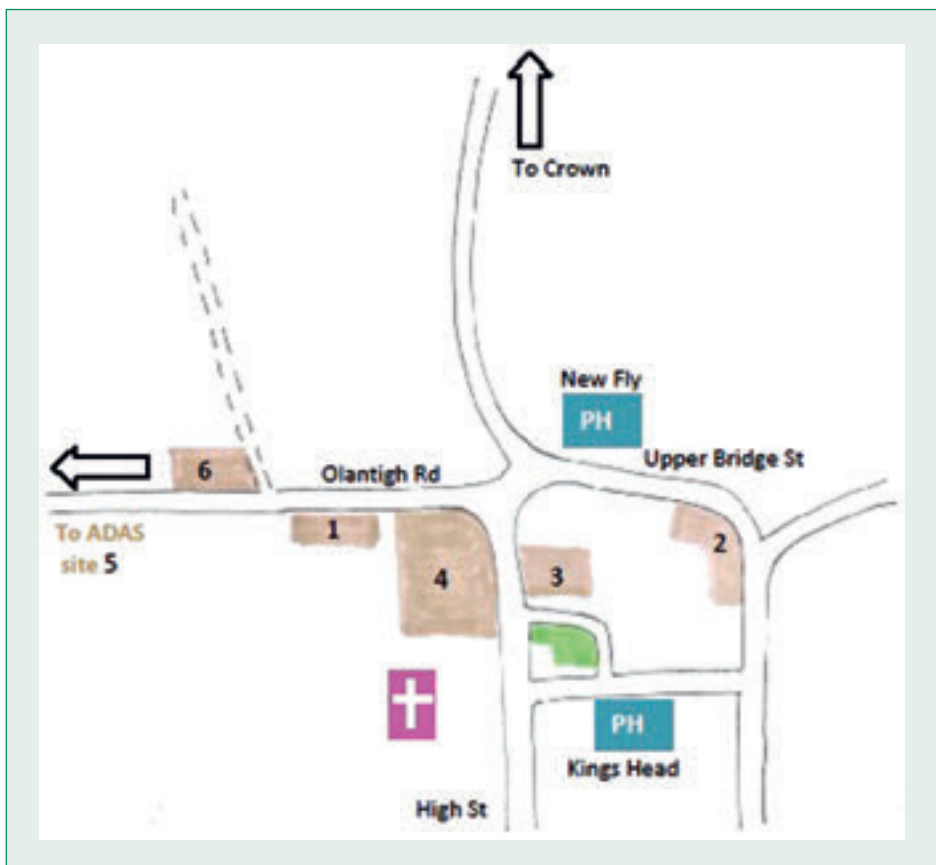 To Crown
New Fly
PH
Upper Bridge St
6
Olantigh Rd
To ADAS
site 5
1
4
3
2
PH
Kings Head
High St